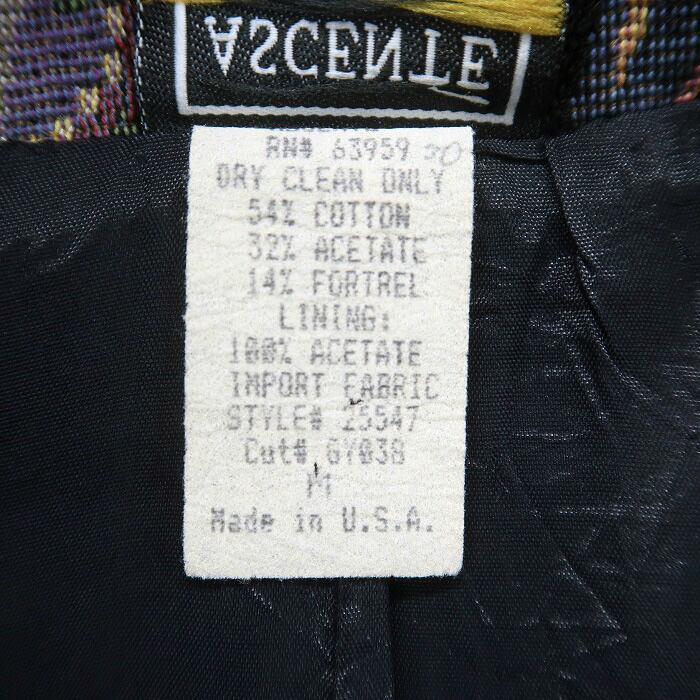 ASCENTE
RN# 63959 20
DRY CLEAN ONLY
54% COTTON
32% ACETATE
14% FORTREL
LINING:
100% ACETATE
IMPORT FABRIC
STYLE# 25547
Cut# GY038
M
Made in U.S.A.